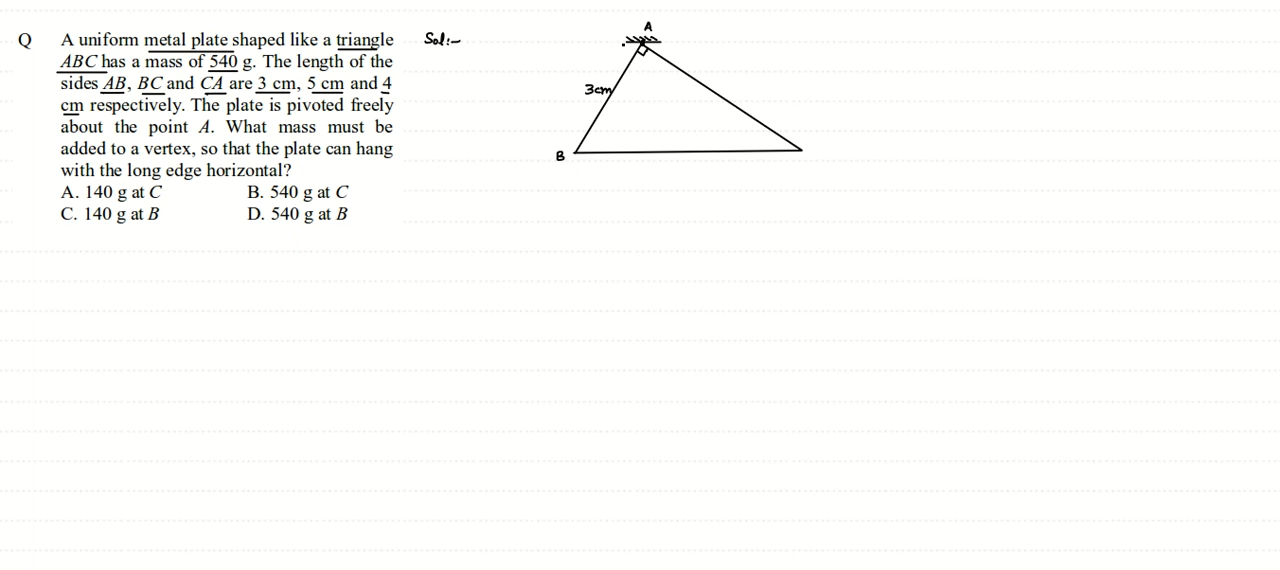 Q A uniform metal plate shaped like a triangle
ABC has a mass of 540 g. The length of the
sides AB, BC and CA are 3 cm, 5 cm and 4
cm respectively. The plate is pivoted freely
about the point A. What mass must be
added to a vertex, so that the plate can hang
with the long edge horizontal?
A. 140 g at C B. 540 g at C
C. 140 g at B D. 540 g at B
Sol:-
A
3cm
B